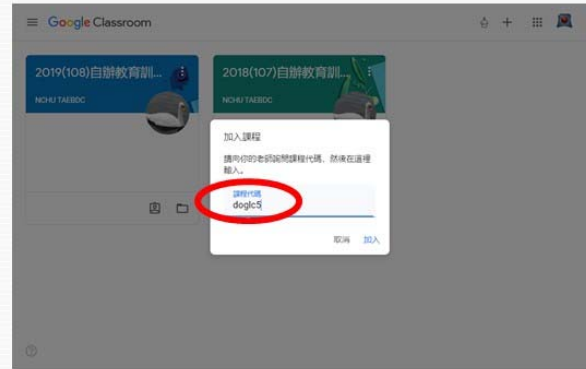 Google Classroom
2019(108)自辦教育訓...
NCHU TAEBDC
2018(107)自辦教育訓...
NCHU TAEBDC
加入課程
請向你的老師詢問課程代碼,然後在這裡
輸入。
課程代碼
doglc5
取消 加入